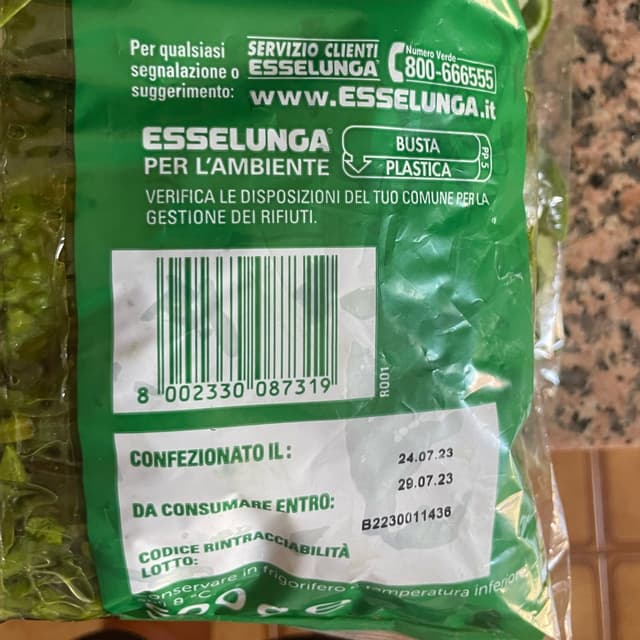 Per qualsiasi
segnalazione o
suggerimento:
SERVIZIO CLIENTI
ESSELUNGA®
Numero Verde
800-666555
www.ESSELUNGA.it
ESSELUNGA®
PER L'AMBIENTE
BUSTA
PLASTICA
PP 5
VERIFICA LE DISPOSIZIONI DEL TUO COMUNE PER LA
GESTIONE DEI RIFIUTI.
8 002330 087319
R001
CONFEZIONATO IL: 24.07.23
DA CONSUMARE ENTRO: 29.07.23
CODICE RINTRACCIABILITÀ B2230011436
LOTTO:
conservare in frigorifero a temperatura inferiore
8 °C